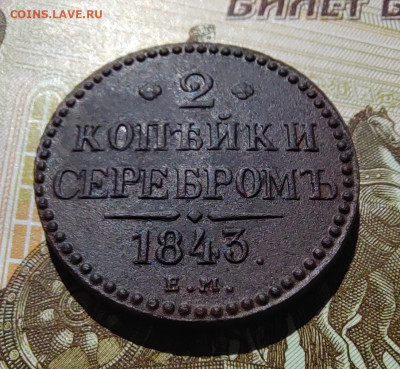 COINS.LAVE.RU
БИЛЕТ Б
· 2 ·
КОПѢЙКИ
СЕРЕБРОМЪ
1843.
Е.М.